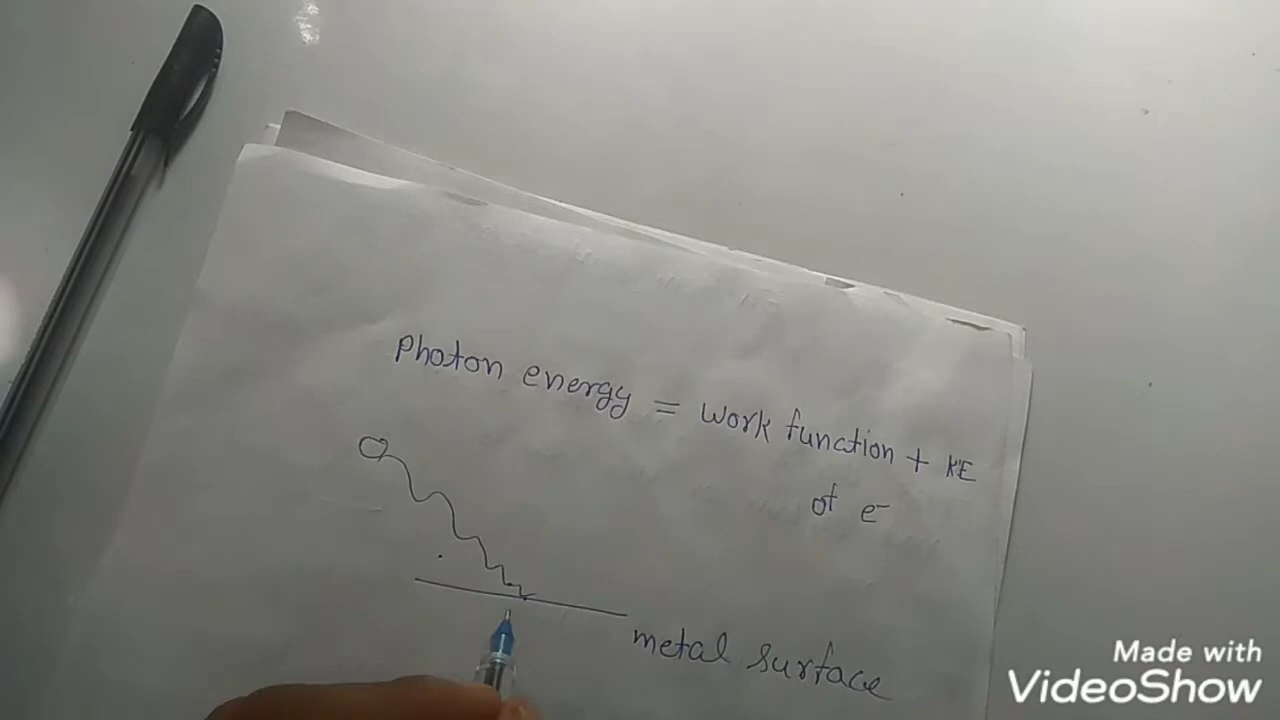 Photon energy = Work function + KE
of e⁻
metal surface
Made with
VideoShow